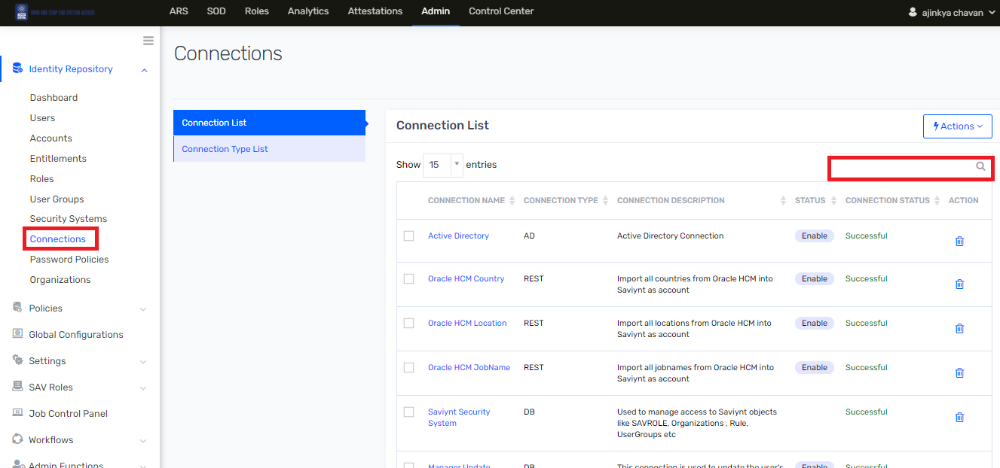 YOUR ONE STOP FOR SYSTEM ACCESS
ARS SOD Roles Analytics Attestations Admin Control Center
ajinkya chavan
Identity Repository
Dashboard
Users
Accounts
Entitlements
Roles
User Groups
Security Systems
Connections
Password Policies
Organizations
Policies
Global Configurations
Settings
SAV Roles
Job Control Panel
Workflows
Admin Functions
Connections
Connection List
Connection Type List
Connection List
Actions
Show 15 entries
CONNECTION NAME CONNECTION TYPE CONNECTION DESCRIPTION STATUS CONNECTION STATUS ACTION
Active Directory AD Active Directory Connection Enable Successful
Oracle HCM Country REST Import all countries from Oracle HCM into Enable Successful
Saviynt as account
Oracle HCM Location REST Import all locations from Oracle HCM into Enable Successful
Saviynt as account
Oracle HCM JobName REST Import all jobnames from Oracle HCM into Enable Successful
Saviynt as account
Saviynt Security DB Used to manage access to Saviynt objects Successful
System like SAVROLE, Organizations , Rule,
UserGroups etc
Manager Update DB This connection is used to update the user's Enable Successful